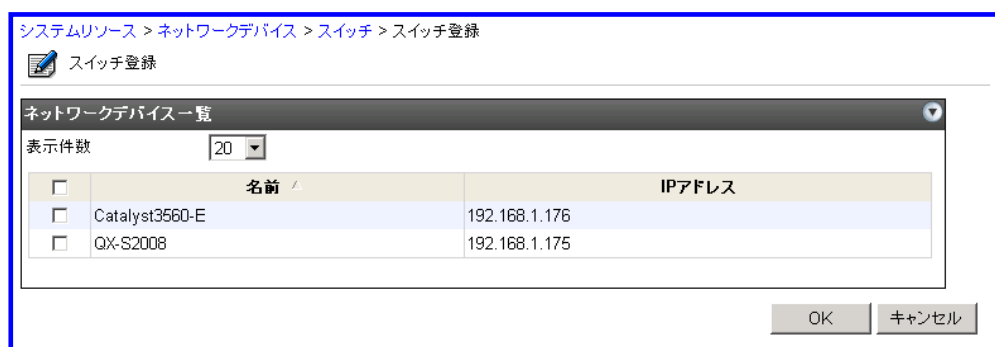 システムリソース > ネットワークデバイス > スイッチ > スイッチ登録
スイッチ登録
ネットワークデバイス一覧
表示件数 20
名前 IPアドレス
Catalyst3560-E 192.168.1.176
QX-S2008 192.168.1.175
OK キャンセル